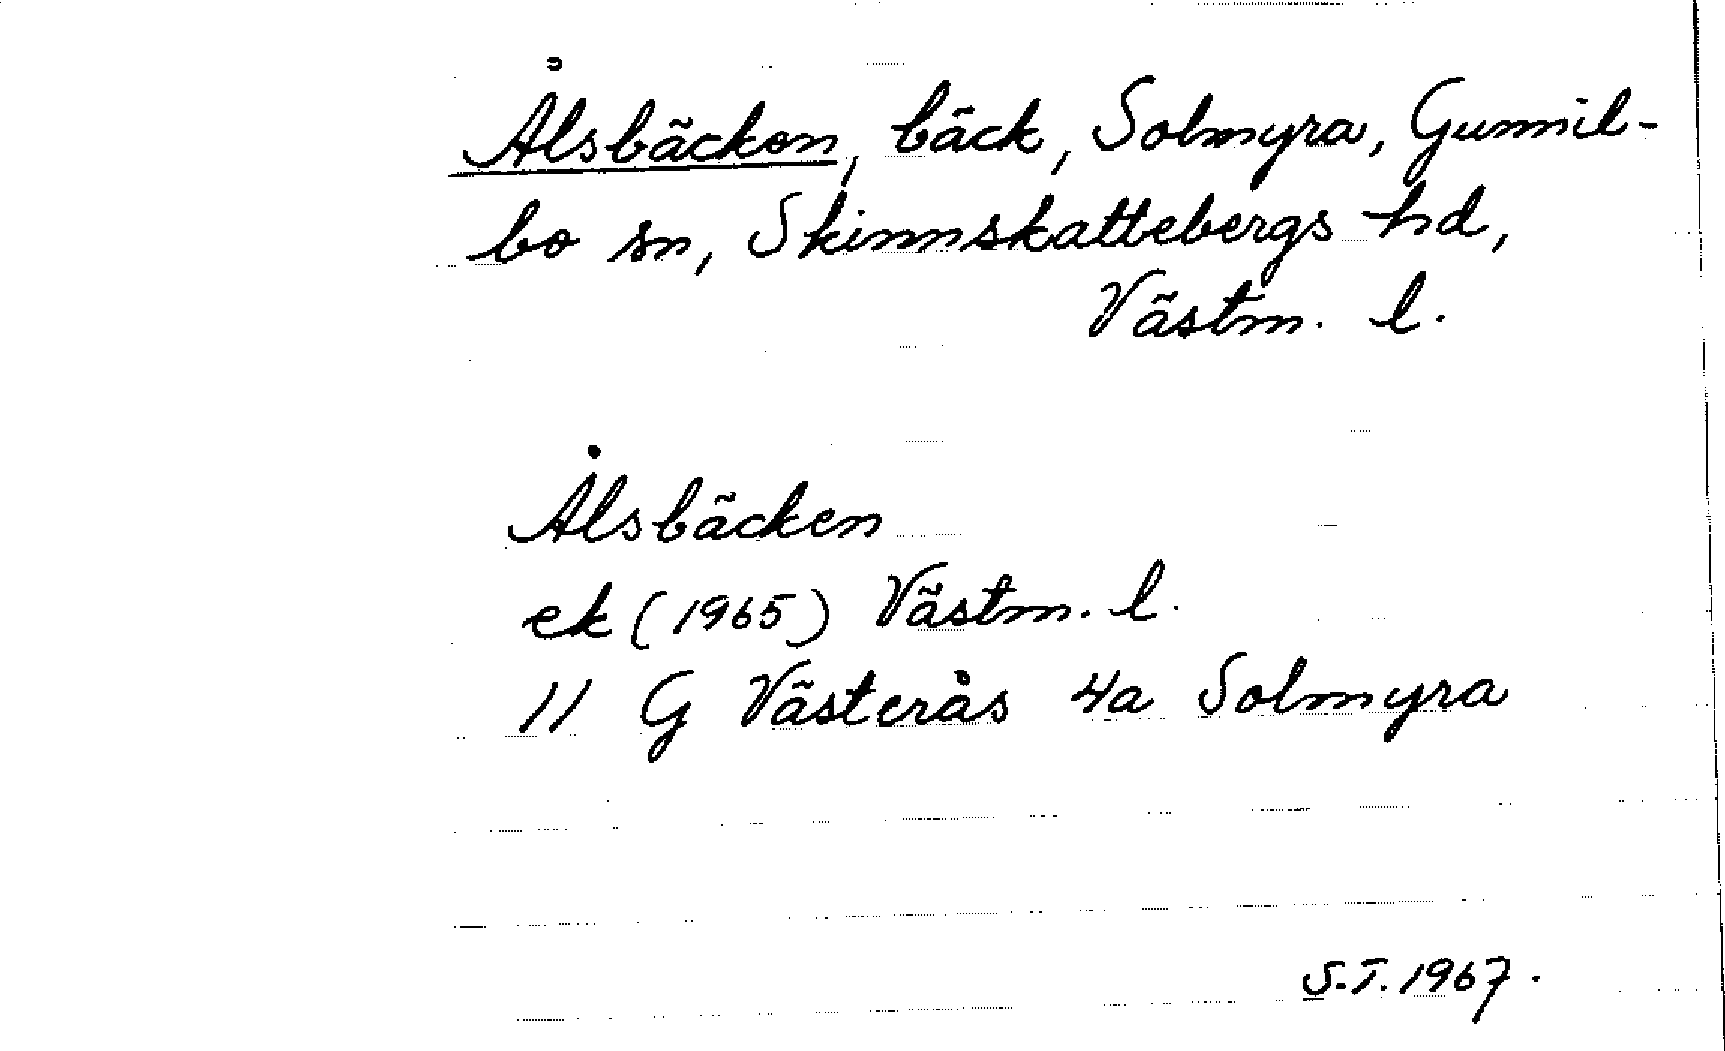 Ålsbäcken, bäck, Solmyra, Gunnil-
bo sn, Skinnskattebergs hd,
Västm. l.
Ålsbäcken
ek (1965) Västm. l.
11 G Västerås 4a Solmyra
S.T. 1967.